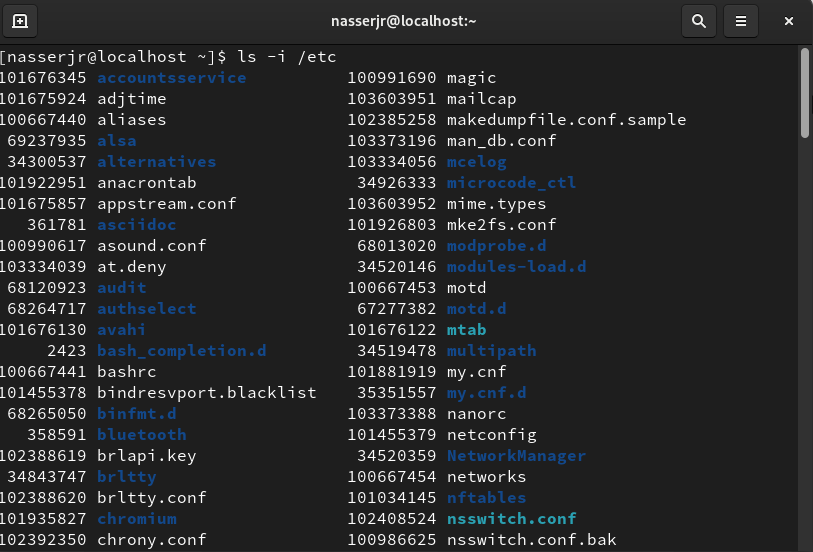 nasserjr@localhost:~
[nasserjr@localhost ~]$ ls -i /etc
101676345 accountsservice 100991690 magic
101675924 adjtime 103603951 mailcap
100667440 aliases 102385258 makedumpfile.conf.sample
69237935 alsa 103373196 man_db.conf
34300537 alternatives 103334056 mcelog
101922951 anacrontab 34926333 microcode_ctl
101675857 appstream.conf 103603952 mime.types
361781 asciidoc 101926803 mke2fs.conf
100990617 asound.conf 68013020 modprobe.d
103334039 at.deny 34520146 modules-load.d
68120923 audit 100667453 motd
68264717 authselect 67277382 motd.d
101676130 avahi 101676122 mtab
2423 bash_completion.d 34519478 multipath
100667441 bashrc 101881919 my.cnf
101455378 bindresvport.blacklist 35351557 my.cnf.d
68265050 binfmt.d 103373388 nanorc
358591 bluetooth 101455379 netconfig
102388619 brlapi.key 34520359 NetworkManager
34843747 brltty 100667454 networks
102388620 brltty.conf 101034145 nftables
101935827 chromium 102408524 nsswitch.conf
102392350 chrony.conf 100986625 nsswitch.conf.bak